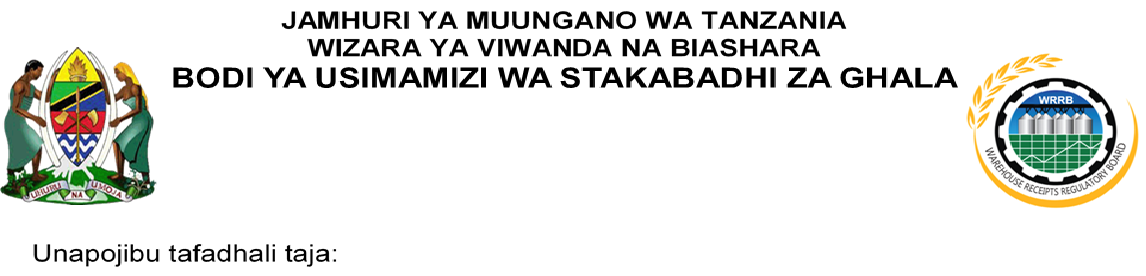 JAMHURI YA MUUNGANO WA TANZANIA
WIZARA YA VIWANDA NA BIASHARA
BODI YA USIMAMIZI WA STAKABADHI ZA GHALA
UHURU NA UMOJA
WRRB
WAREHOUSE RECEIPTS REGULATORY BOARD
Unapojibu tafadhali taja: